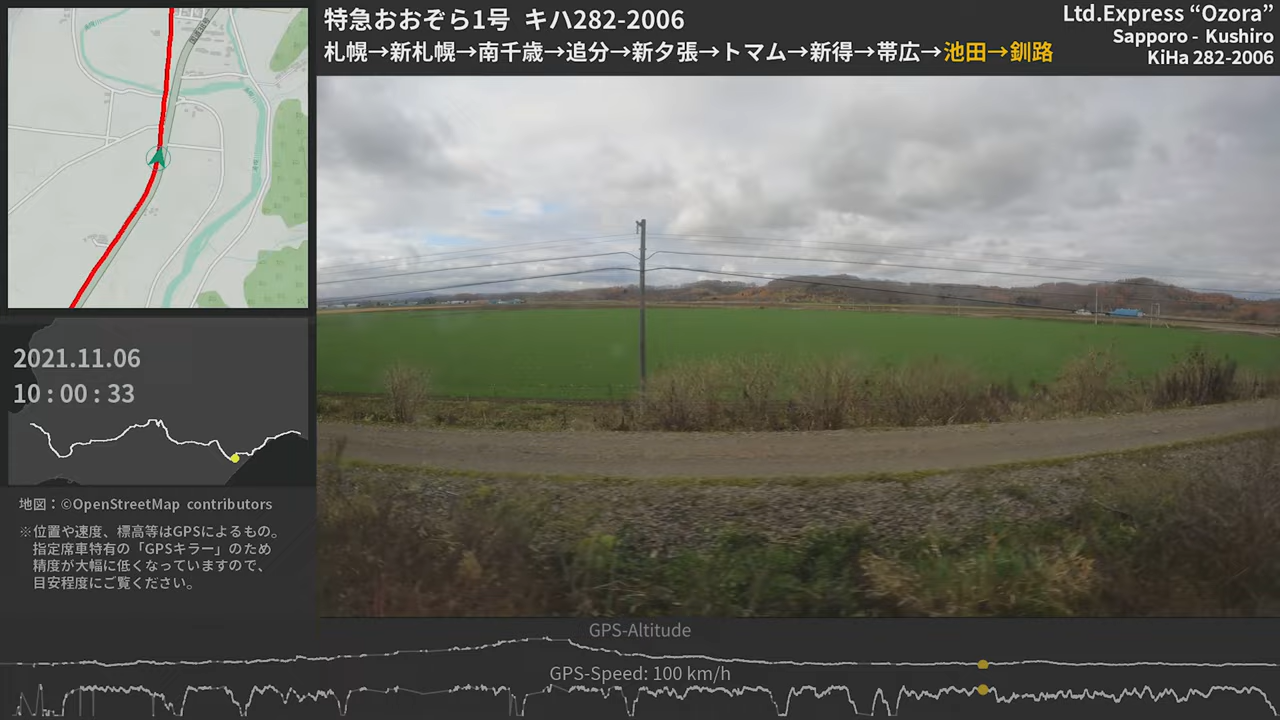 特急おおぞら1号 キハ282-2006
札幌→新札幌→南千歳→追分→新夕張→トマム→新得→帯広→池田→釧路
Ltd.Express “Ozora”
Sapporo - Kushiro
KiHa 282-2006
2021.11.06
10:00:33
地図：©OpenStreetMap contributors
※位置や速度、標高等はGPSによるもの。
指定席車特有の「GPSキラー」のため
精度が大幅に低くなっていますので、
目安程度にご覧ください。
GPS-Altitude
GPS-Speed: 100 km/h